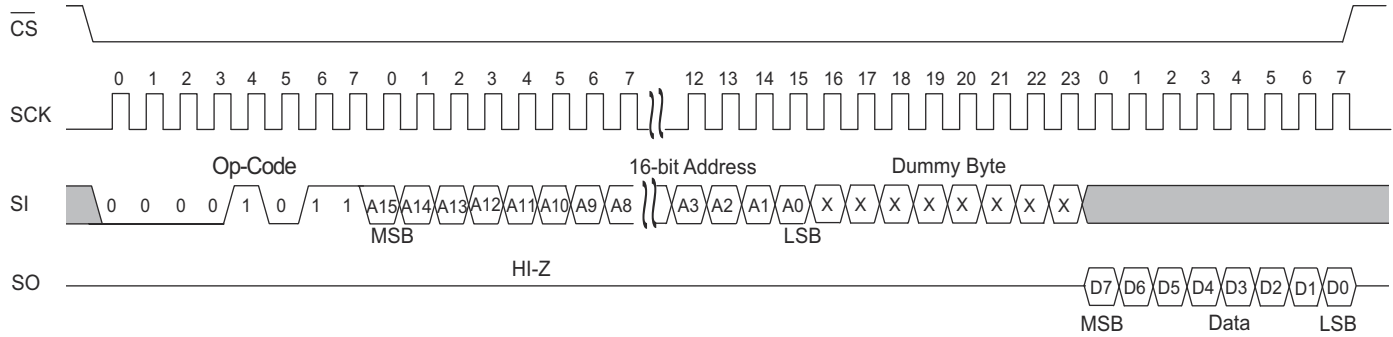 CS
0 1 2 3 4 5 6 7 0 1 2 3 4 5 6 7 12 13 14 15 16 17 18 19 20 21 22 23 0 1 2 3 4 5 6 7
SCK
Op-Code 16-bit Address Dummy Byte
SI 0 0 0 0 1 0 1 1 A15 A14 A13 A12 A11 A10 A9 A8 A3 A2 A1 A0 X X X X X X X X
MSB LSB
HI-Z
SO D7 D6 D5 D4 D3 D2 D1 D0
MSB Data LSB